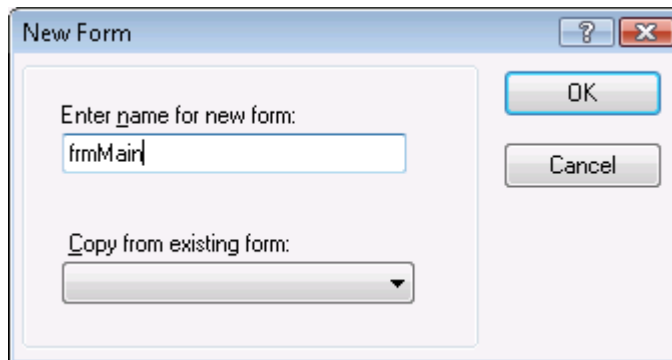 New Form
Enter name for new form:
frmMain
Copy from existing form:
OK
Cancel